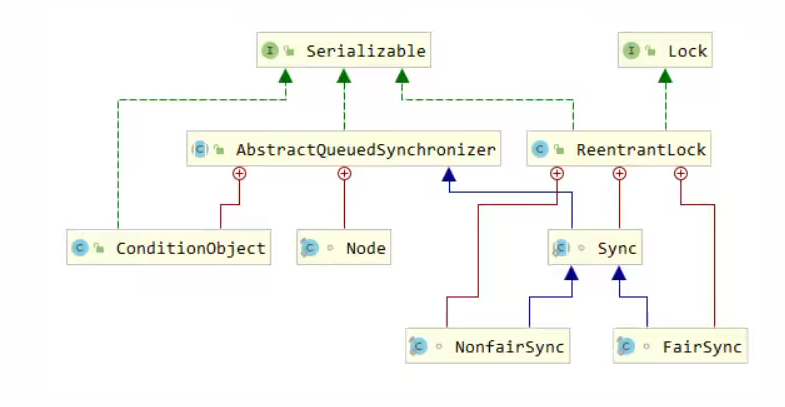 I Serializable
I Lock
C AbstractQueuedSynchronizer
C ReentrantLock
C ConditionObject
C Node
C Sync
C NonfairSync
C FairSync